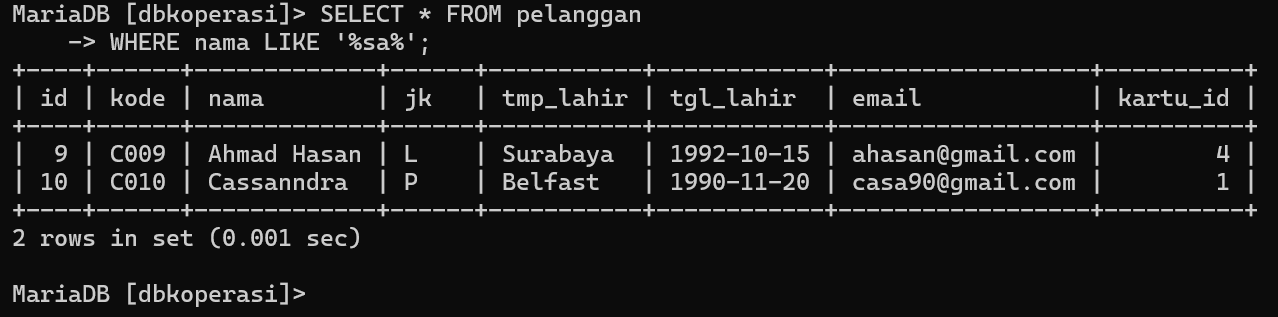 MariaDB [dbkoperasi]> SELECT * FROM pelanggan
    -> WHERE nama LIKE '%sa%';
+----+------+-------------+------+-----------+------------+------------------+----------+
| id | kode | nama        | jk   | tmp_lahir | tgl_lahir  | email            | kartu_id |
+----+------+-------------+------+-----------+------------+------------------+----------+
|  9 | C009 | Ahmad Hasan | L    | Surabaya  | 1992-10-15 | ahasan@gmail.com |        4 |
| 10 | C010 | Cassanndra  | P    | Belfast   | 1990-11-20 | casa90@gmail.com |        1 |
+----+------+-------------+------+-----------+------------+------------------+----------+
2 rows in set (0.001 sec)

MariaDB [dbkoperasi]>